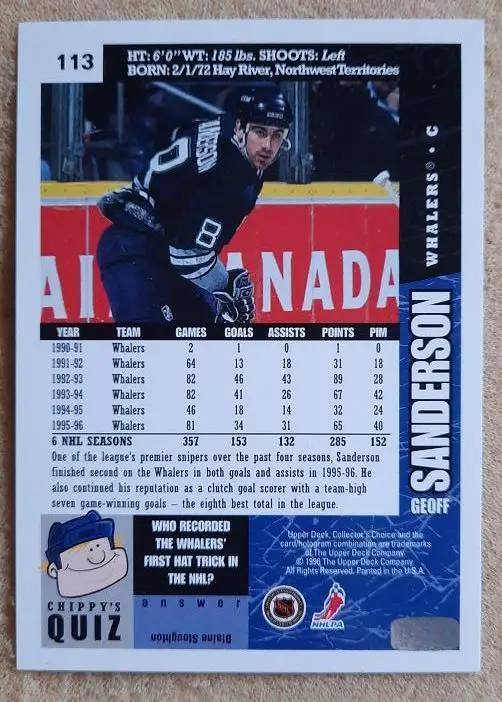 113
HT: 6'0" WT: 185 lbs. SHOOTS: Left
BORN: 2/1/72 Hay River, Northwest Territories
ANDERSON
8
8
ANADA
WHALERS® • C
GEOFF SANDERSON
YEAR TEAM GAMES GOALS ASSISTS POINTS PIM
1990-91 Whalers 2 1 0 1 0
1991-92 Whalers 64 13 18 31 18
1992-93 Whalers 82 46 43 89 28
1993-94 Whalers 82 41 26 67 42
1994-95 Whalers 46 18 14 32 24
1995-96 Whalers 81 34 31 65 40
6 NHL SEASONS 357 153 132 285 152
One of the league's premier snipers over the past four seasons, Sanderson
finished second on the Whalers in both goals and assists in 1995-96. He
also continued his reputation as a clutch goal scorer with a team-high
seven game-winning goals – the eighth best total in the league.
CHIPPY'S
QUIZ
WHO RECORDED
THE WHALERS'
FIRST HAT TRICK IN
THE NHL?
answer
Blaine Stoughton
Upper Deck, Collector's Choice and the
card/hologram combination are trademarks
of The Upper Deck Company
© 1996 The Upper Deck Company
All Rights Reserved. Printed in the U.S.A.
NHLPA